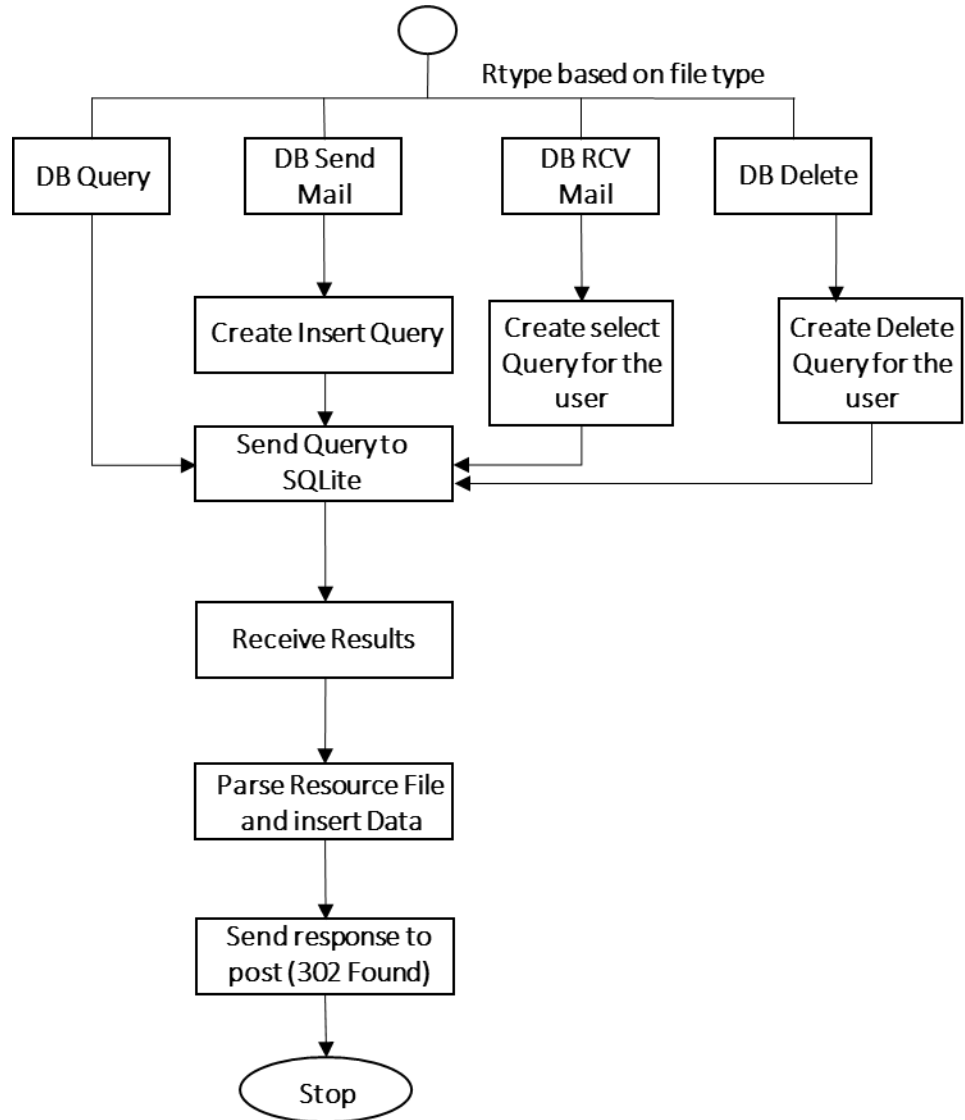 Rtype based on file type
DB Query
DB Send
Mail
DB RCV
Mail
DB Delete
Create Insert Query
Create select
Query for the
user
Create Delete
Query for the
user
Send Query to
SQLite
Receive Results
Parse Resource File
and insert Data
Send response to
post (302 Found)
Stop